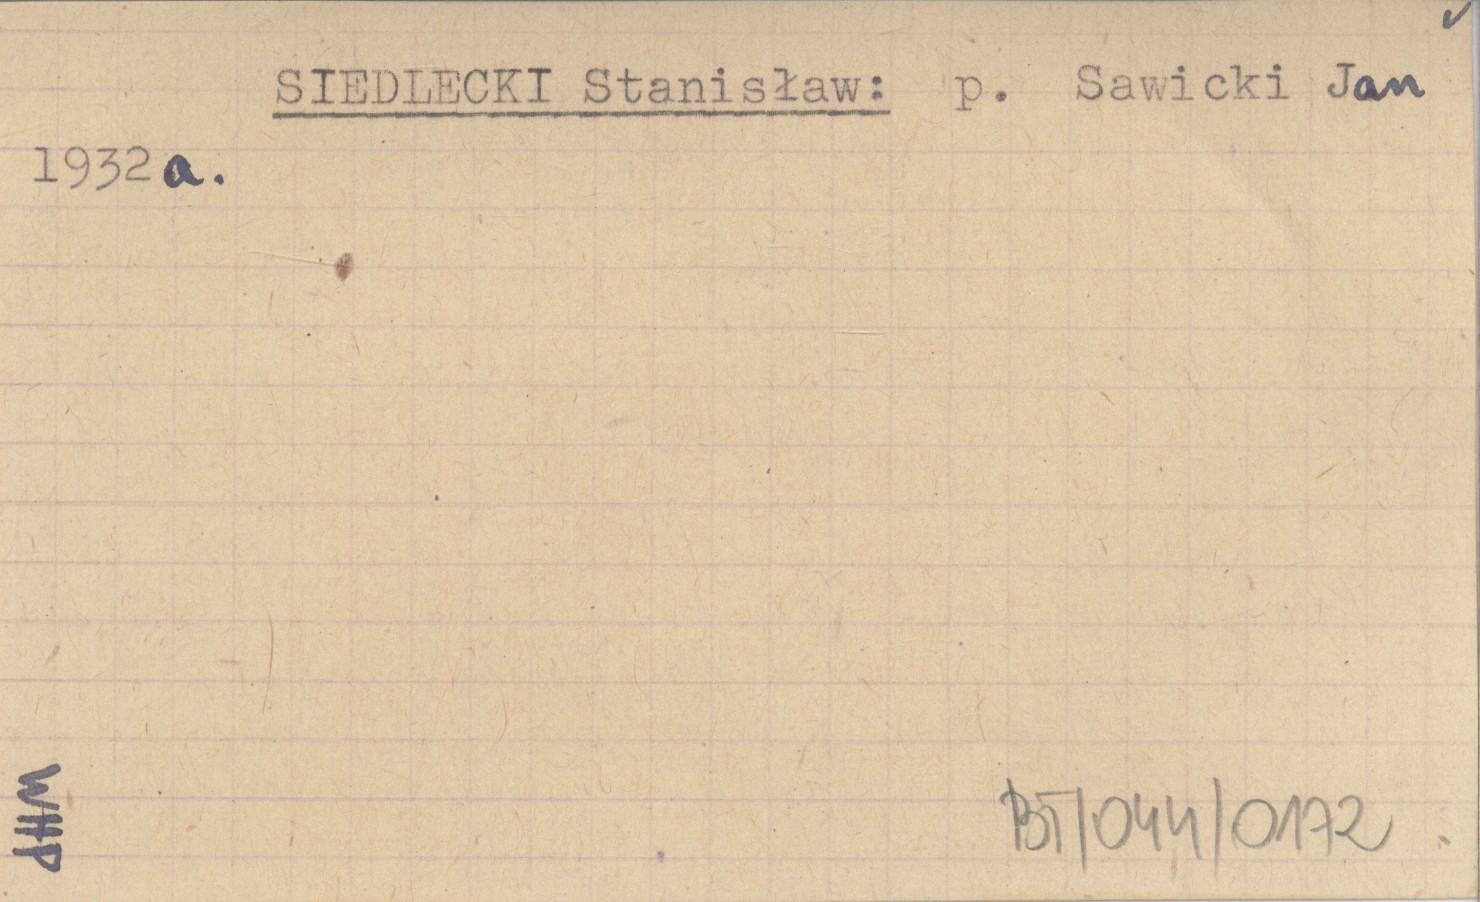 SIEDLECKI Stanisław: p. Sawicki Jan
1932a.
WHP
BT/044/0172